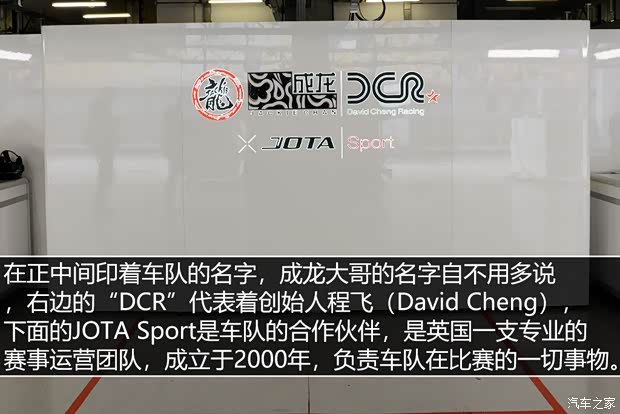 龍 成龙 DCR
JACKIE CHAN David Cheng Racing
X JOTA Sport
在正中间印着车队的名字，成龙大哥的名字自不用多说
，右边的“DCR”代表着创始人程飞（David Cheng），
下面的JOTA Sport是车队的合作伙伴，是英国一支专业的
赛事运营团队，成立于2000年，负责车队在比赛的一切事物。
汽车之家